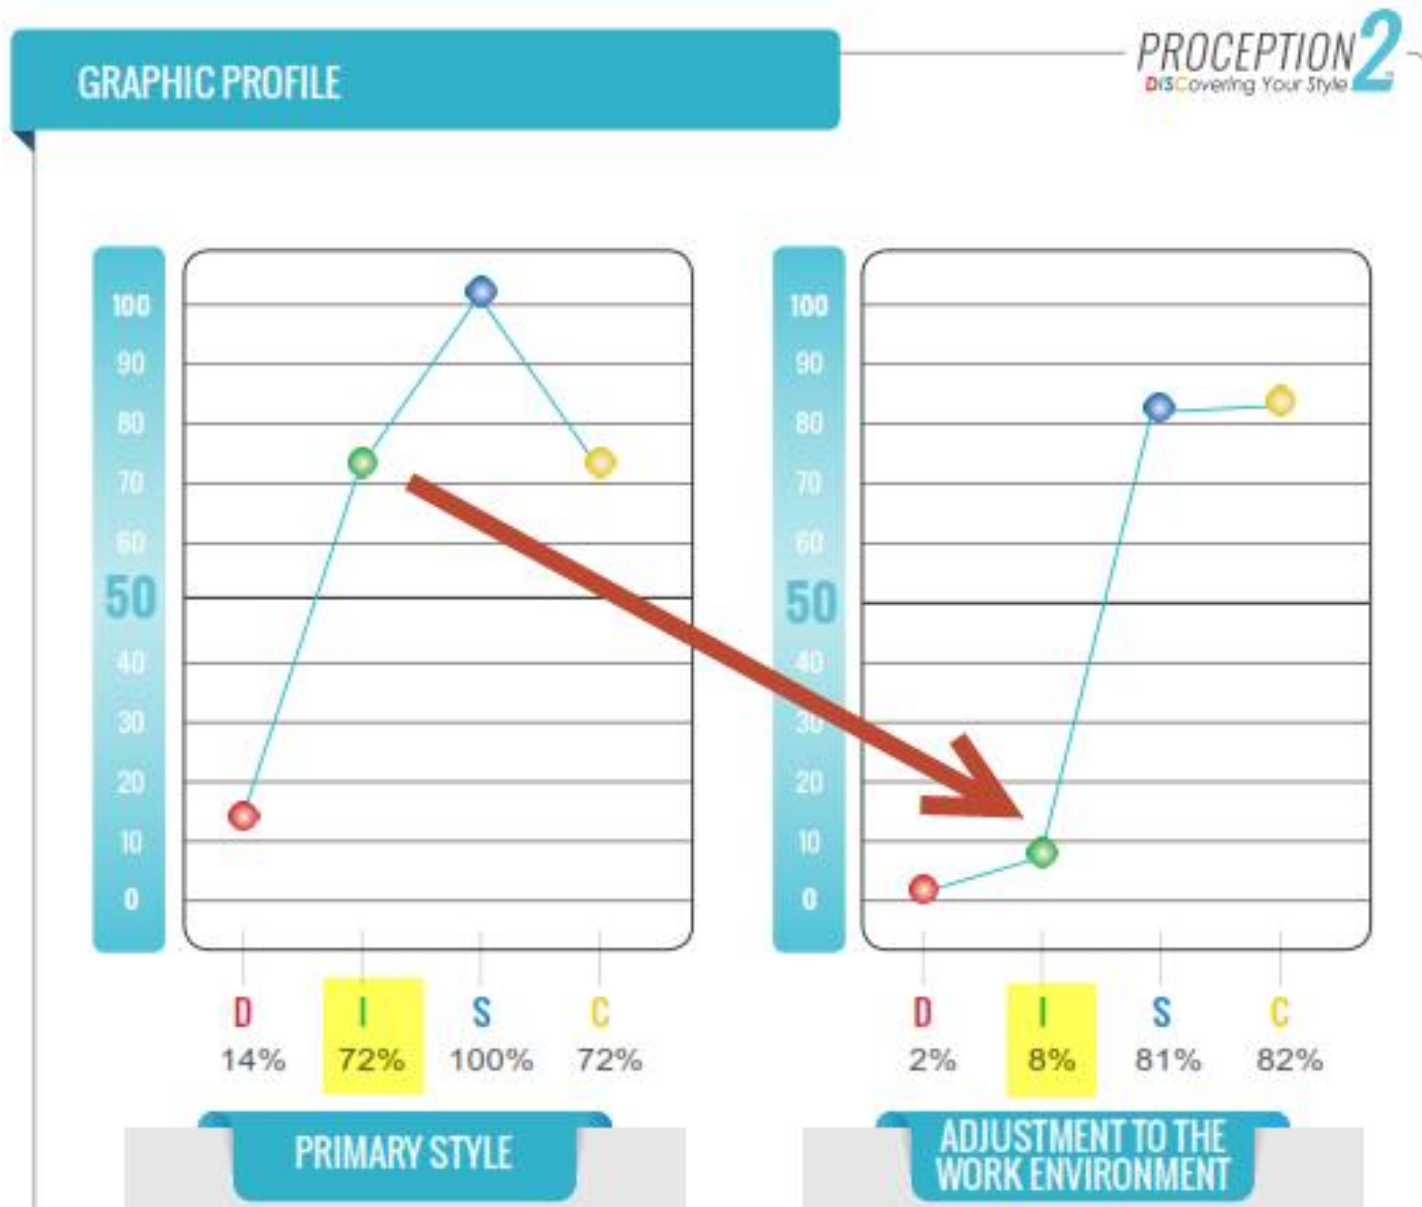 GRAPHIC PROFILE
PROCEPTION2
DISCovering Your Style
100
90
80
70
60
50
40
30
20
10
0
D I S C
14% 72% 100% 72%
PRIMARY STYLE
100
90
80
70
60
50
40
30
20
10
0
D I S C
2% 8% 81% 82%
ADJUSTMENT TO THE
WORK ENVIRONMENT